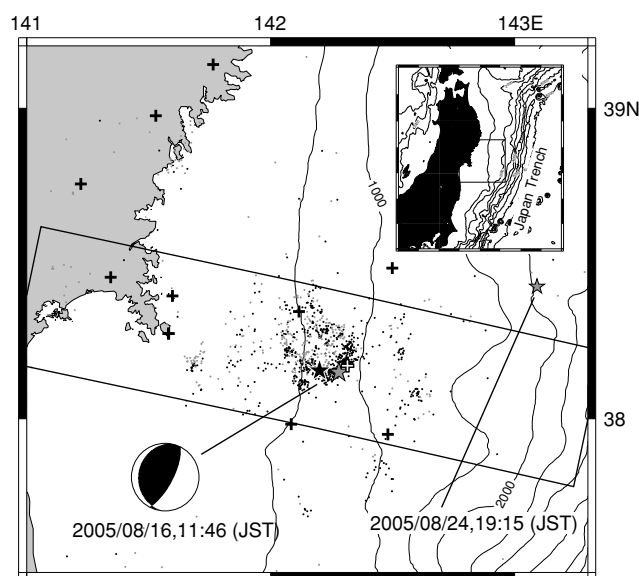 141
142
143E
39N
1000
Japan Trench
38
2000
2005/08/16,11:46 (JST)
2005/08/24,19:15 (JST)